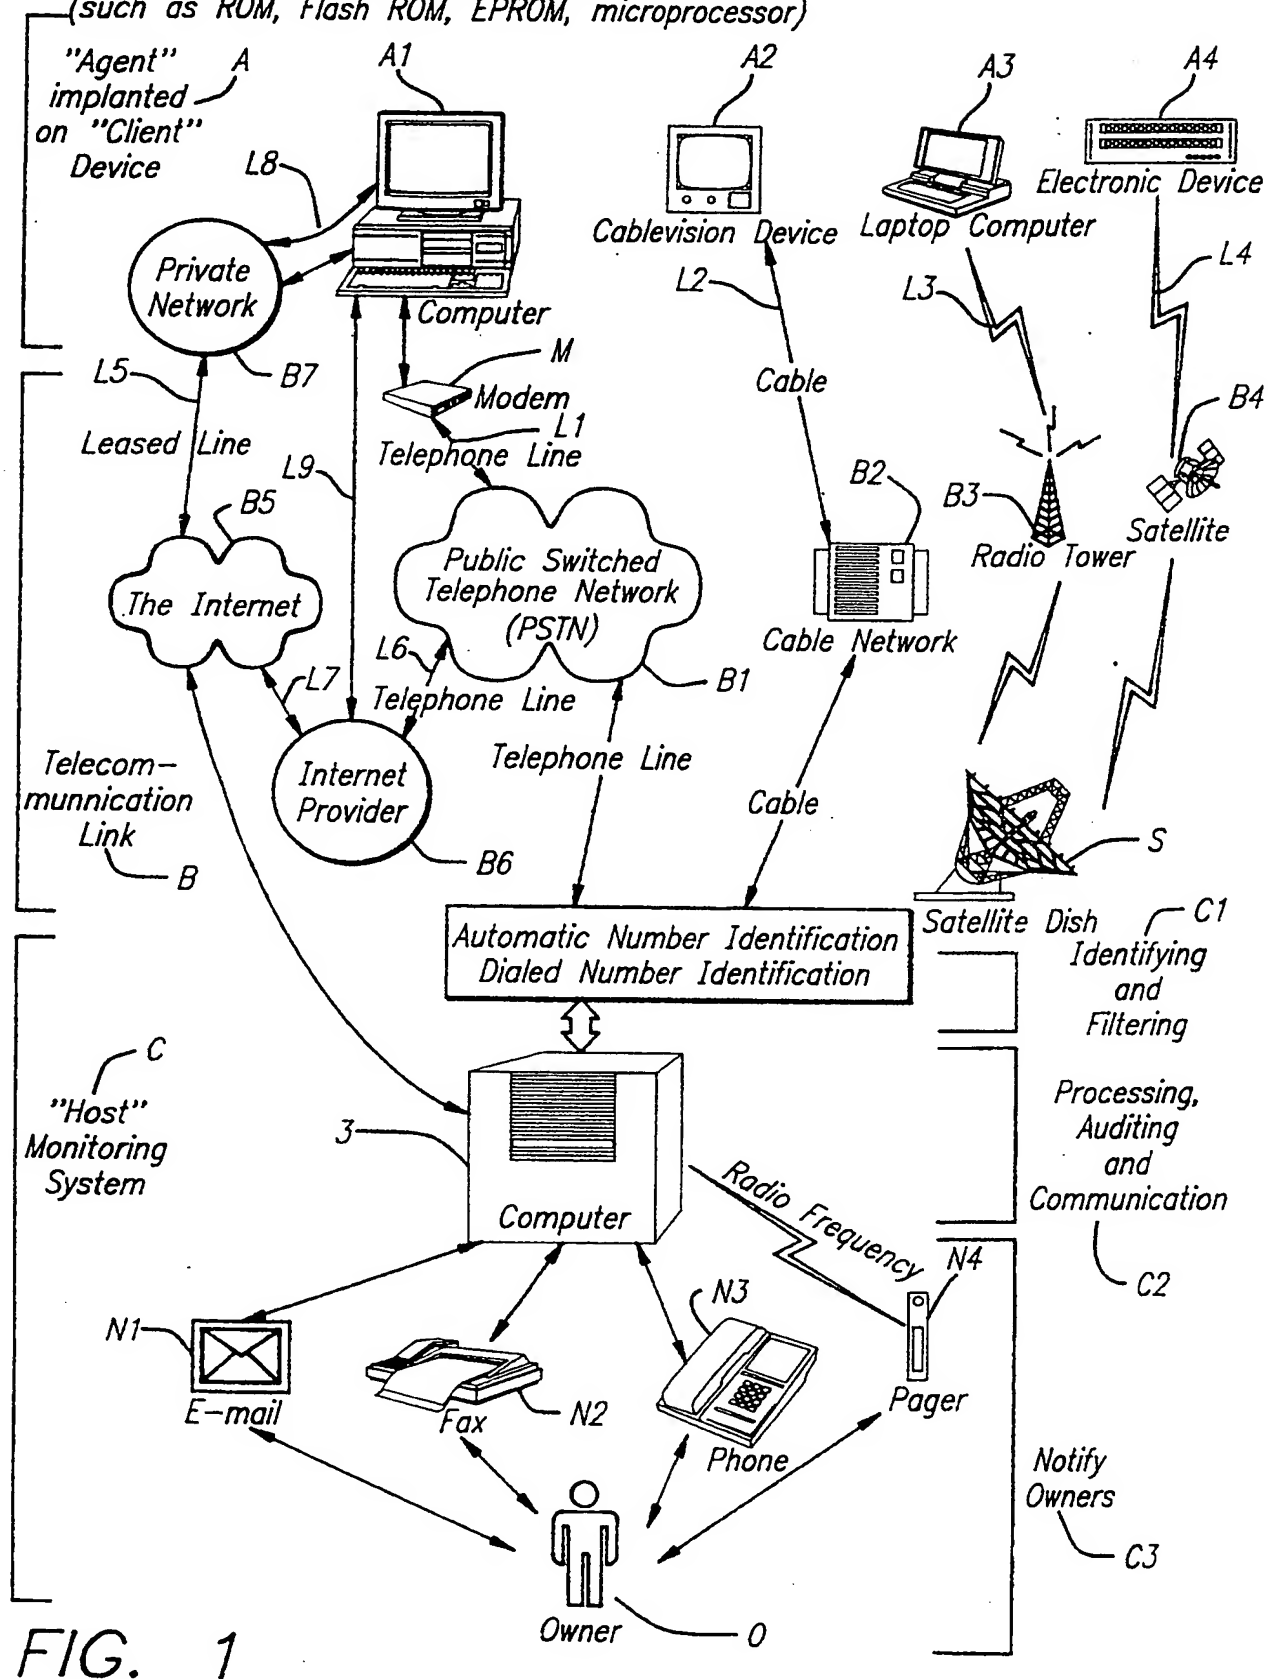 (such as ROM, Flash ROM, EPROM, microprocessor)
"Agent"
implanted
on "Client"
Device
A
A1
A2
A3
A4
L8
Electronic Device
Cablevision Device
Laptop Computer
Private
Network
Computer
L2
L3
L4
L5
B7
M
Modem
Cable
B4
Leased Line
L1
Telephone Line
L9
B5
B2
B3
Satellite
Radio Tower
The Internet
Public Switched
Telephone Network
(PSTN)
Cable Network
L6
L7
B1
Telephone Line
Telephone Line
Telecom-
munnication
Link
B
Internet
Provider
B6
Cable
S
Satellite Dish
C1
Automatic Number Identification
Dialed Number Identification
Identifying
and
Filtering
C
"Host"
Monitoring
System
3
Computer
Processing,
Auditing
and
Communication
C2
Radio Frequency
N1
E-mail
N2
Fax
N3
Phone
N4
Pager
Notify
Owners
C3
Owner
O
FIG. 1